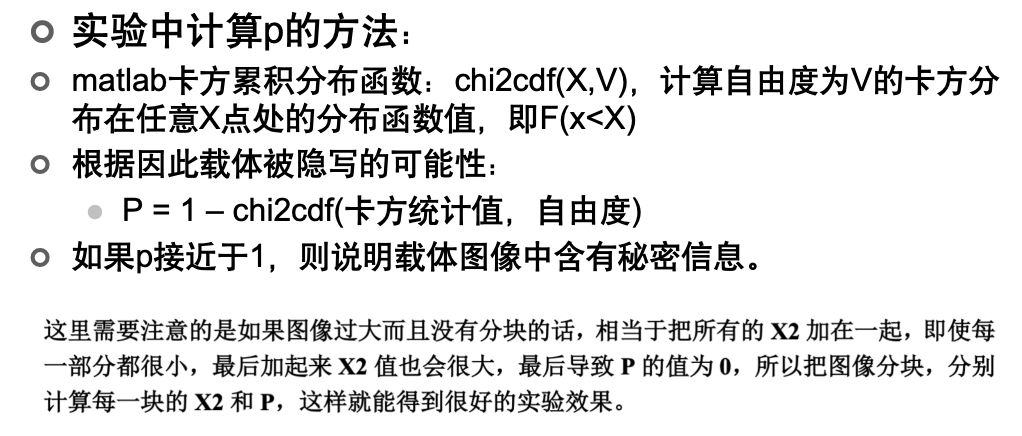 实验中计算p的方法：
matlab卡方累积分布函数：chi2cdf(X,V)，计算自由度为V的卡方分
布在任意X点处的分布函数值，即F(x<X)
根据因此载体被隐写的可能性：
P = 1 – chi2cdf(卡方统计值，自由度)
如果p接近于1，则说明载体图像中含有秘密信息。
这里需要注意的是如果图像过大而且没有分块的话，相当于把所有的 X2 加在一起，即使每
一部分都很小，最后加起来 X2 值也会很大，最后导致 P 的值为 0，所以把图像分块，分别
计算每一块的 X2 和 P，这样就能得到很好的实验效果。